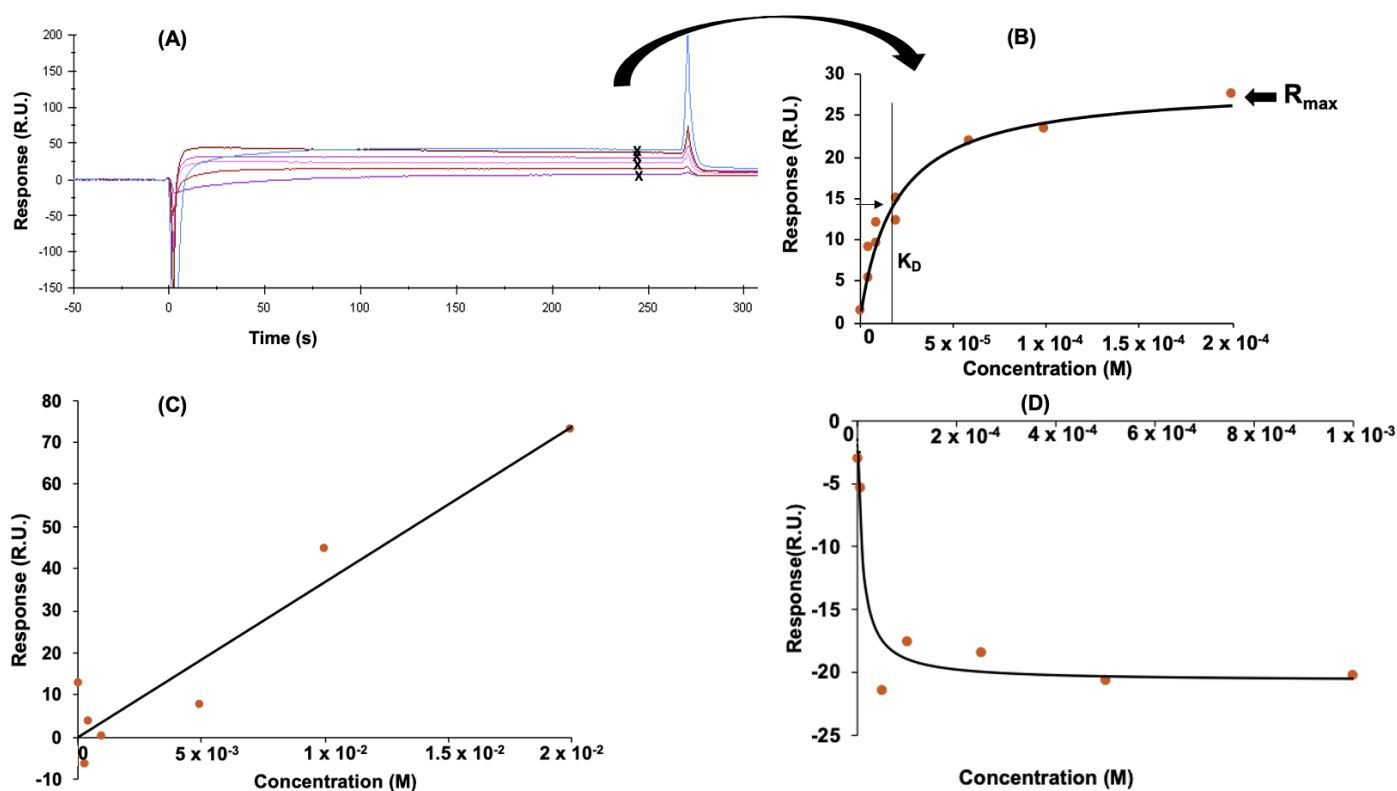 (A)
Response (R.U.)
200
150
100
50
0
-50
-100
-150
-50
0
50
100
150
200
250
300
Time (s)
X
X
X
(B)
Response (R.U.)
30
25
20
15
10
5
0
Rmax
KD
0
5 x 10-5
1 x 10-4
1.5 x 10-4
2 x 10-4
Concentration (M)
(C)
Response (R.U.)
80
70
60
50
40
30
20
10
0
-10
0
5 x 10-3
1 x 10-2
1.5 x 10-2
2 x 10-2
Concentration (M)
(D)
0
0
2 x 10-4
4 x 10-4
6 x 10-4
8 x 10-4
1 x 10-3
Response(R.U.)
-5
-10
-15
-20
-25
Concentration (M)